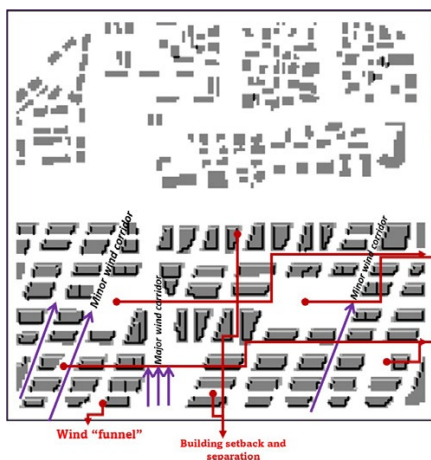 Minor wind corridor
Minor wind corridor
Major wind corridor
Wind “funnel”
Building setback and
separation